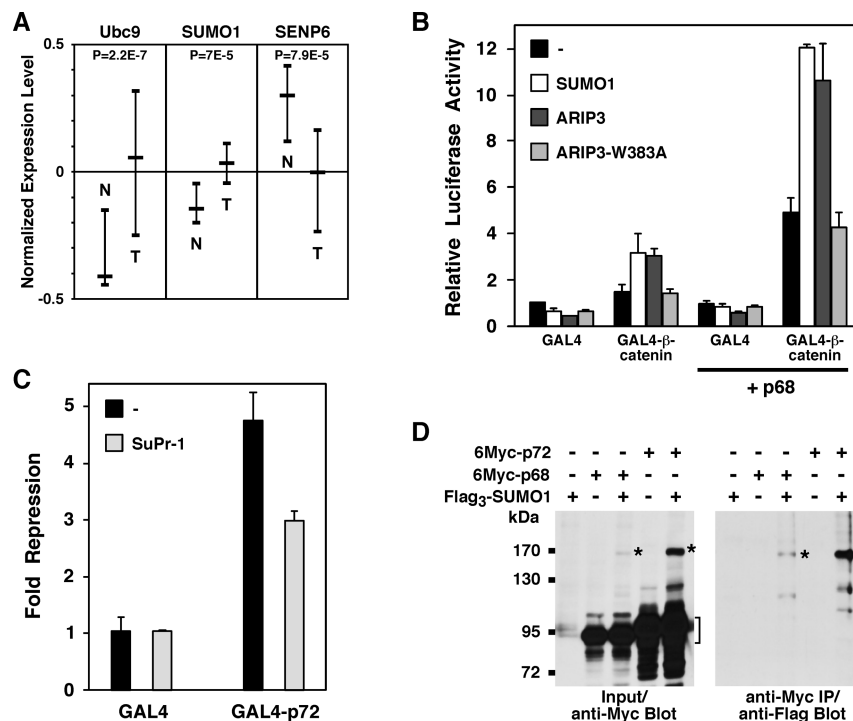 A
Ubc9 SUMO1 SENP6
P=2.2E-7 P=7E-5 P=7.9E-5
Normalized Expression Level
0.5
0
-0.5
N
T
N
T
N
T
B
Relative Luciferase Activity
12
10
8
6
4
2
0
-
SUMO1
ARIP3
ARIP3-W383A
GAL4 GAL4-β-catenin GAL4 GAL4-β-catenin
+ p68
C
Fold Repression
5
4
3
2
1
0
-
SuPr-1
GAL4 GAL4-p72
D
6Myc-p72 - - - + + - - - + +
6Myc-p68 - + + - - - + + - -
Flag3-SUMO1 + - + - + + - + - +
kDa
170
130
95
72
* *
*
Input/
anti-Myc Blot
anti-Myc IP/
anti-Flag Blot